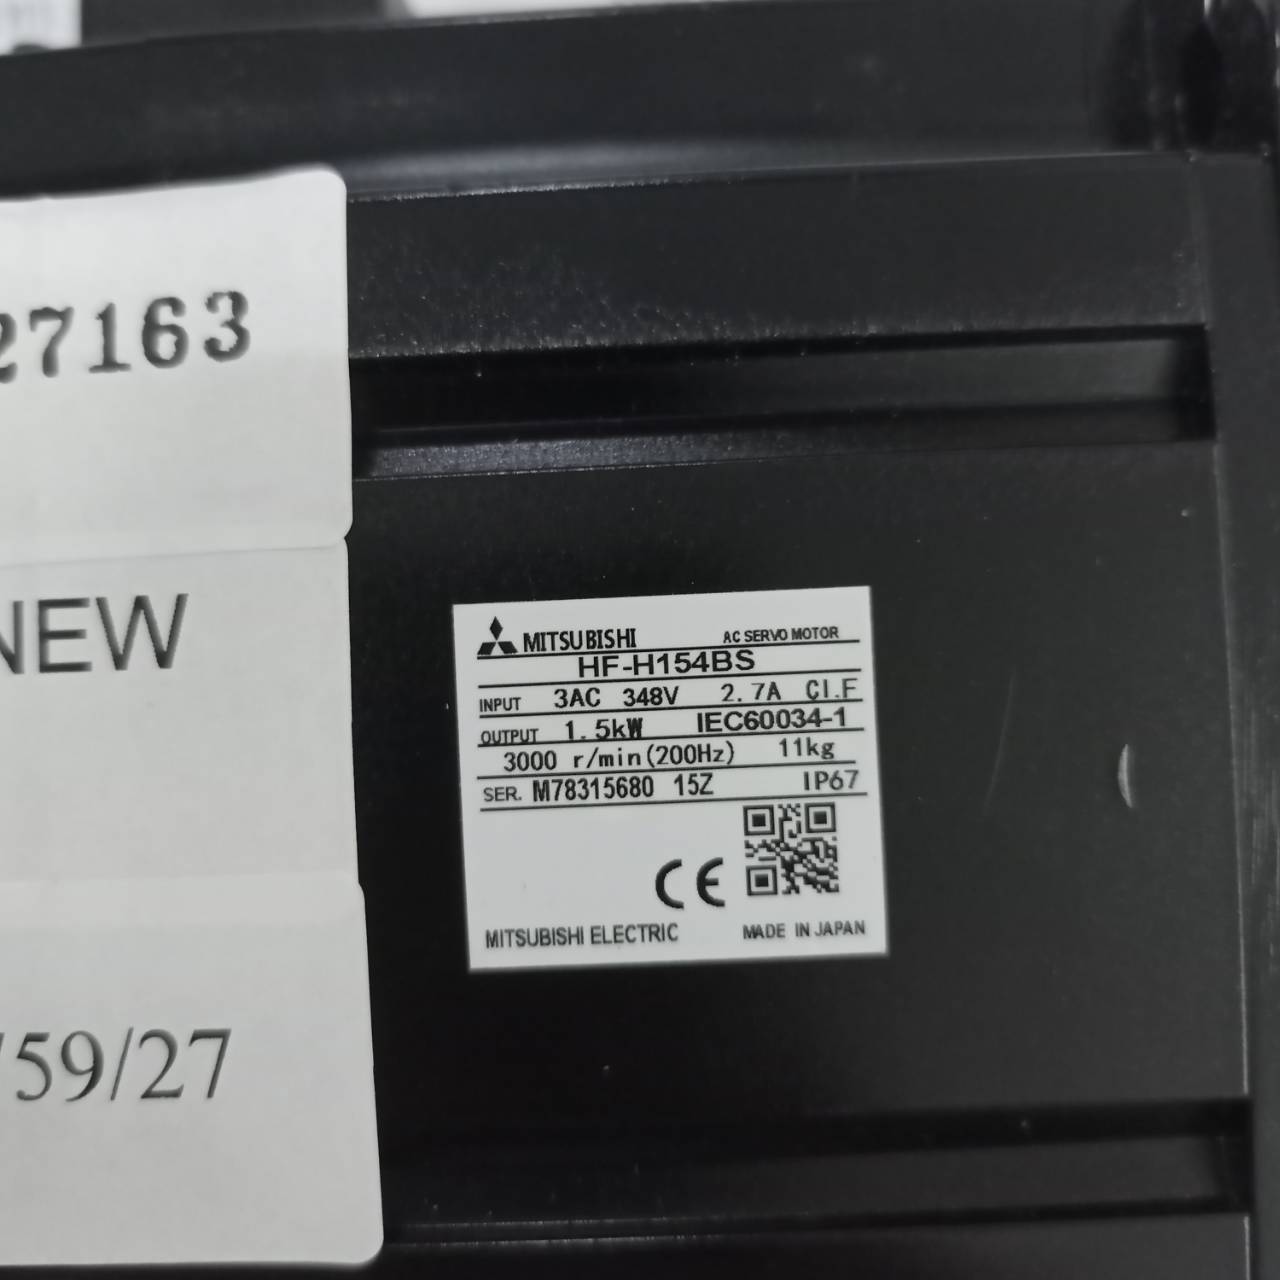 27163
NEW
/59/27
MITSUBISHI AC SERVO MOTOR
HF-H154BS
INPUT 3AC 348V 2.7A CI.F
OUTPUT 1.5kW IEC60034-1
3000 r/min(200Hz) 11kg
SER. M78315680 15Z IP67
CE
MITSUBISHI ELECTRIC MADE IN JAPAN